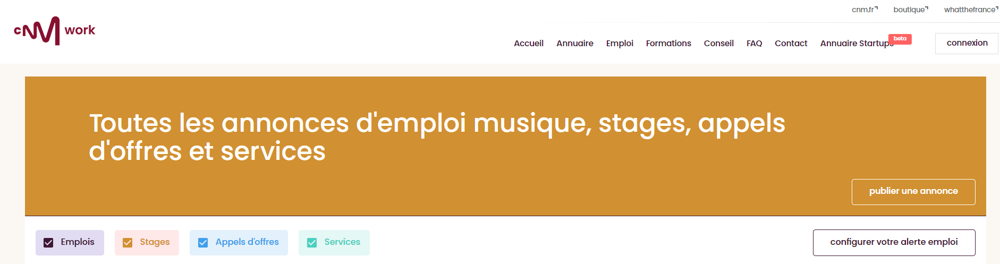 cnm.fr boutique whatthefrance
cnm work
Accueil Annuaire Emploi Formations Conseil FAQ Contact Annuaire Startups beta connexion
Toutes les annonces d'emploi musique, stages, appels
d'offres et services
publier une annonce
Emplois Stages Appels d'offres Services configurer votre alerte emploi